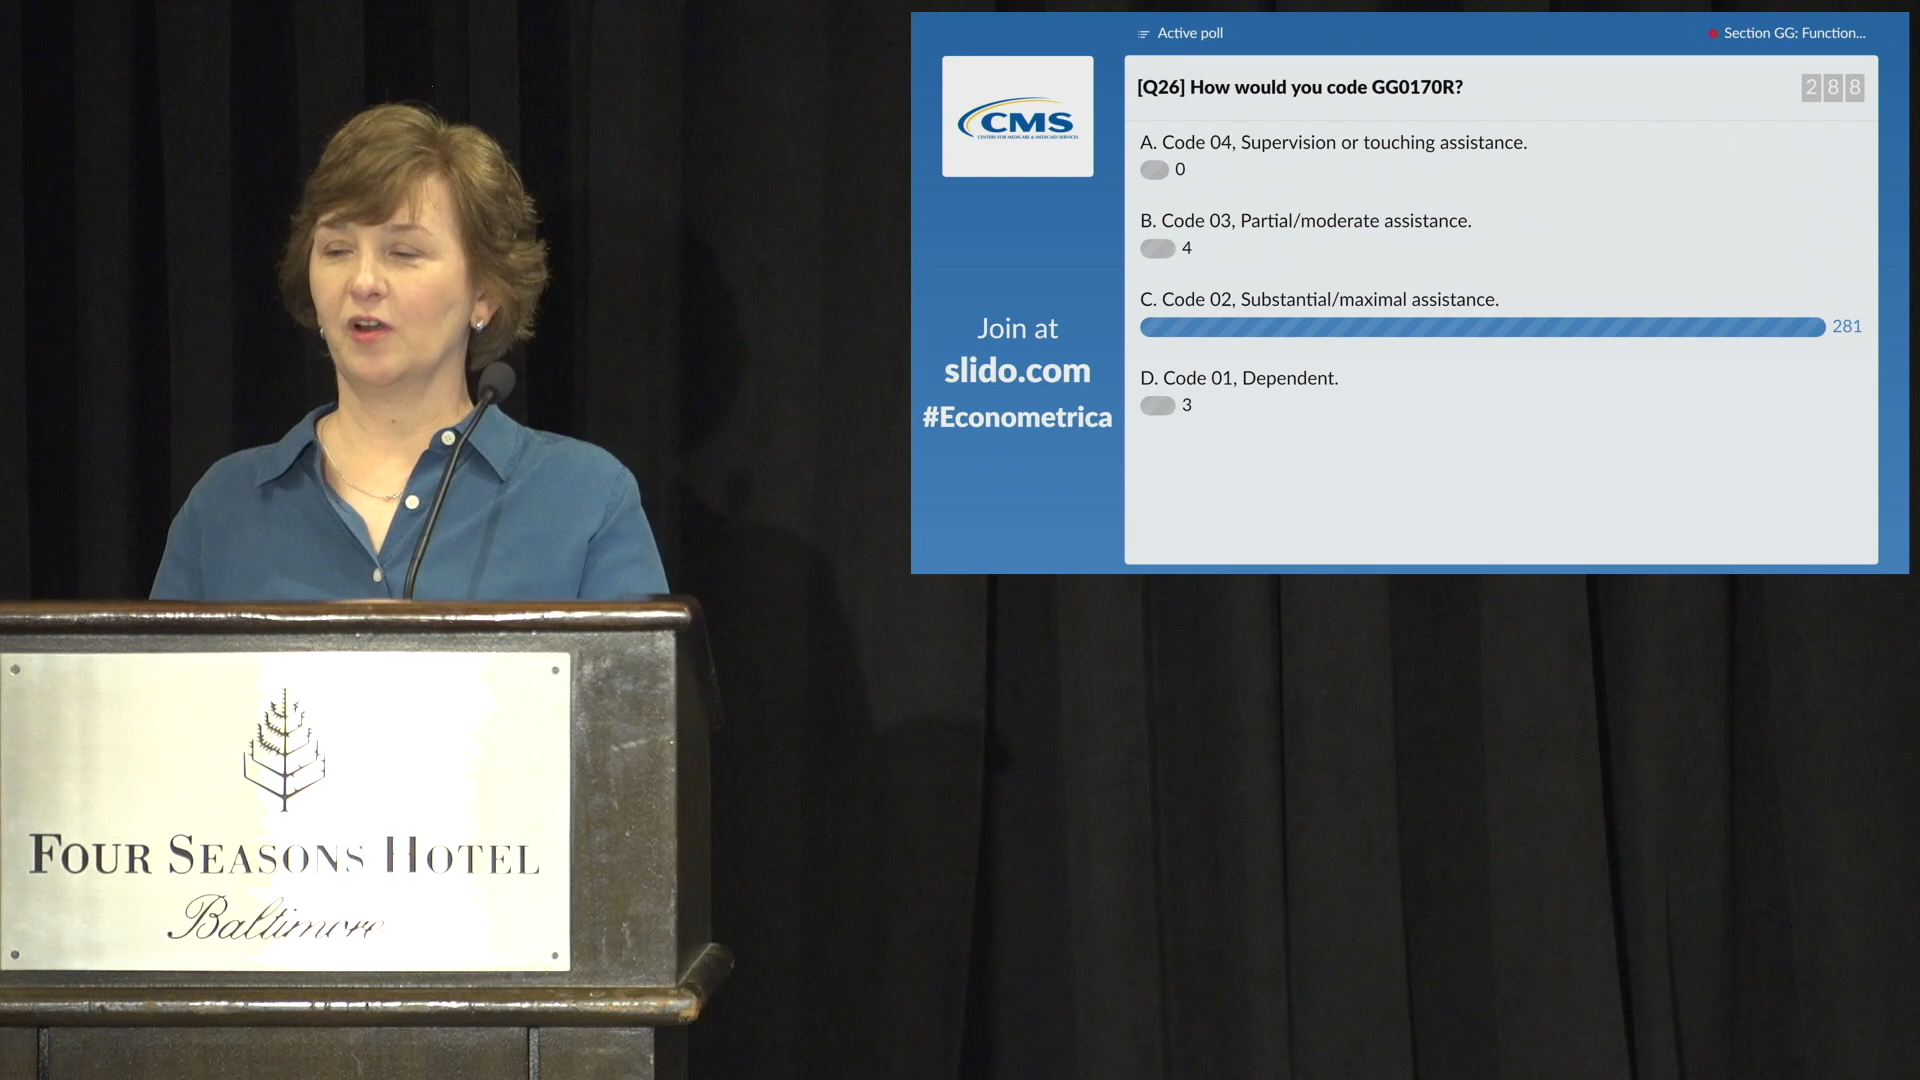 Active poll
Section GG: Function...
CMS
CENTERS FOR MEDICARE & MEDICAID SERVICES
[Q26] How would you code GG0170R?
288
A. Code 04, Supervision or touching assistance.
0
B. Code 03, Partial/moderate assistance.
4
C. Code 02, Substantial/maximal assistance.
281
D. Code 01, Dependent.
3
Join at
slido.com
#Econometrica
FOUR SEASONS HOTEL
Baltimore